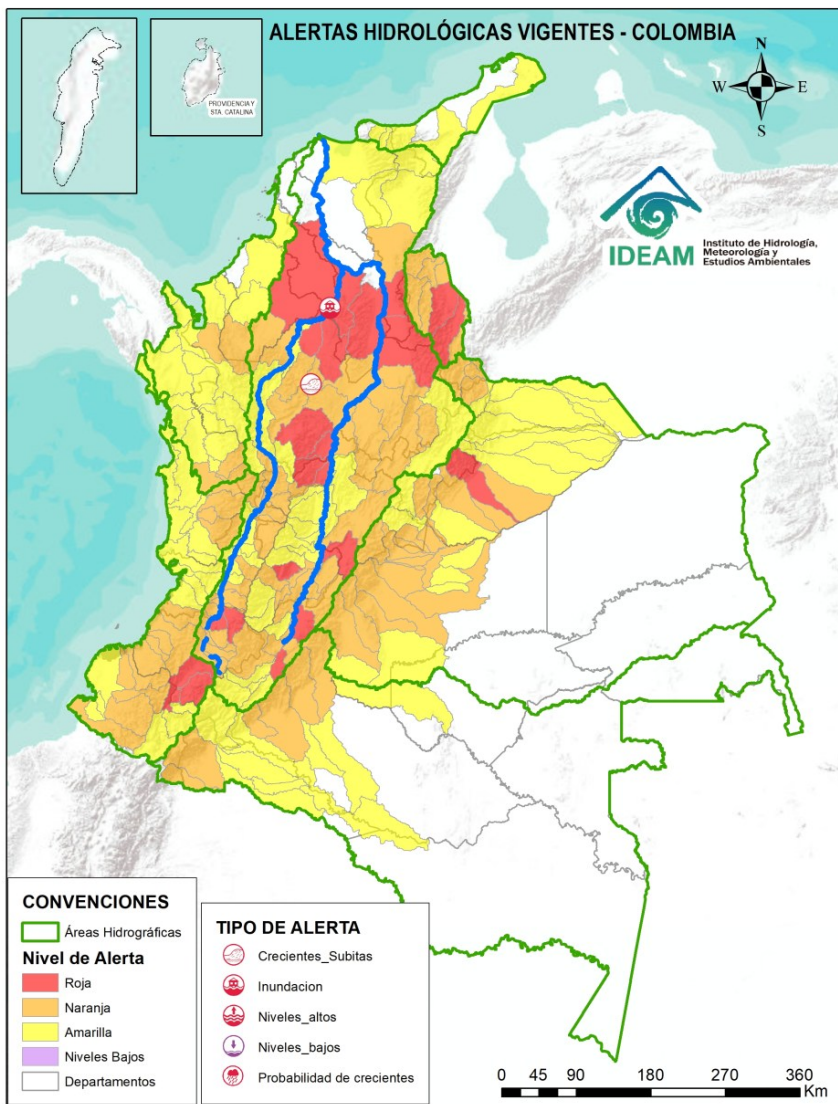 ALERTAS HIDROLÓGICAS VIGENTES - COLOMBIA
PROVIDENCIA Y
STA. CATALINA
N
W
E
S
IDEAM
Instituto de Hidrología,
Meteorología y
Estudios Ambientales
CONVENCIONES
Áreas Hidrográficas
Nivel de Alerta
Roja
Naranja
Amarilla
Niveles Bajos
Departamentos
TIPO DE ALERTA
Crecientes_Subitas
Inundacion
Niveles_altos
Niveles_bajos
Probabilidad de crecientes
0 45 90 180 270 360
Km